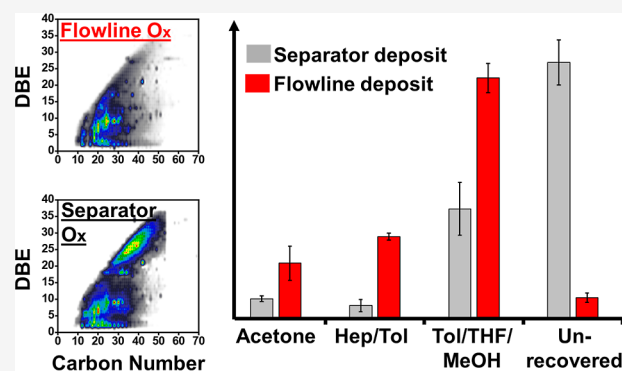 Flowline Ox
DBE
40
35
30
25
20
15
10
5
0
0 10 20 30 40 50 60 70
Separator
Ox
DBE
40
35
30
25
20
15
10
5
0
0 10 20 30 40 50 60 70
Carbon Number
Separator deposit
Flowline deposit
Acetone Hep/Tol Tol/THF/ Un-
MeOH recovered